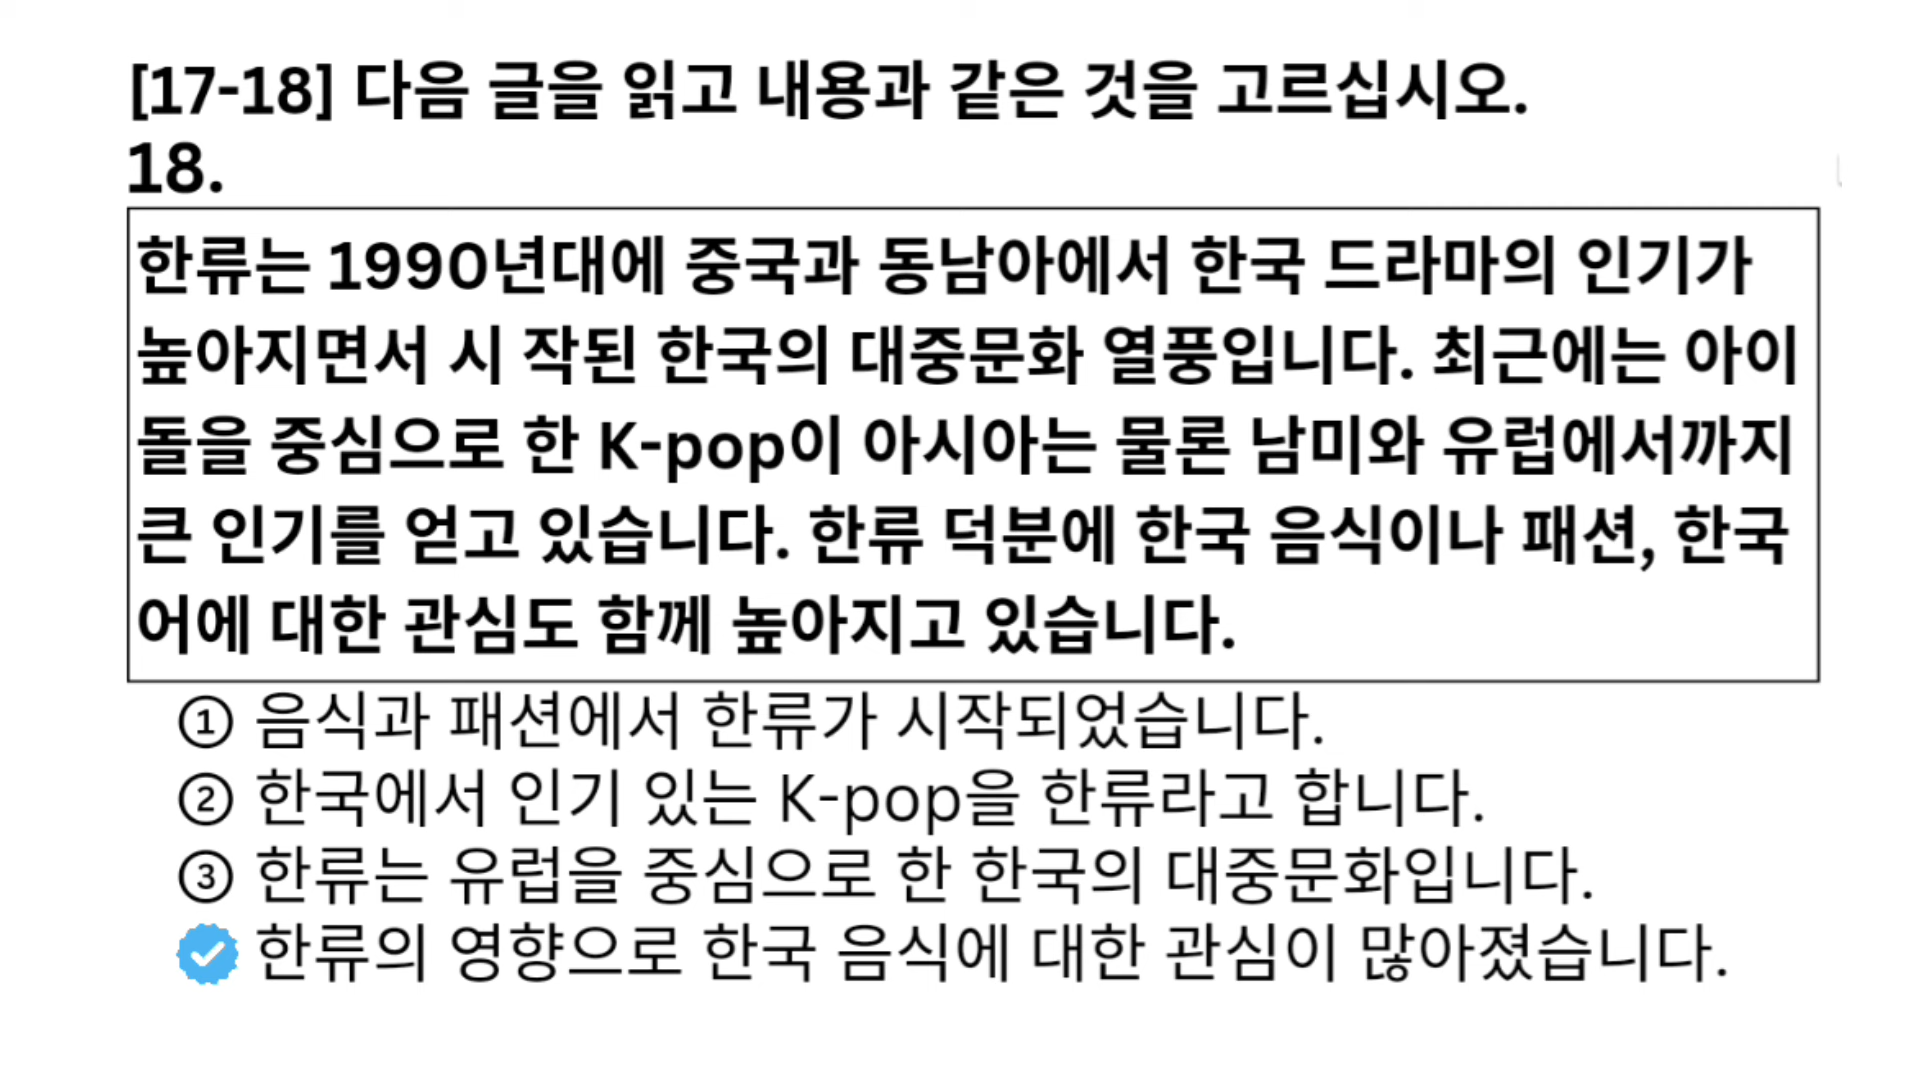 [17-18] 다음 글을 읽고 내용과 같은 것을 고르십시오.
18.
한류는 1990년대에 중국과 동남아에서 한국 드라마의 인기가
높아지면서 시 작된 한국의 대중문화 열풍입니다. 최근에는 아이
돌을 중심으로 한 K-pop이 아시아는 물론 남미와 유럽에서까지
큰 인기를 얻고 있습니다. 한류 덕분에 한국 음식이나 패션, 한국
어에 대한 관심도 함께 높아지고 있습니다.
① 음식과 패션에서 한류가 시작되었습니다.
② 한국에서 인기 있는 K-pop을 한류라고 합니다.
③ 한류는 유럽을 중심으로 한 한국의 대중문화입니다.
한류의 영향으로 한국 음식에 대한 관심이 많아졌습니다.